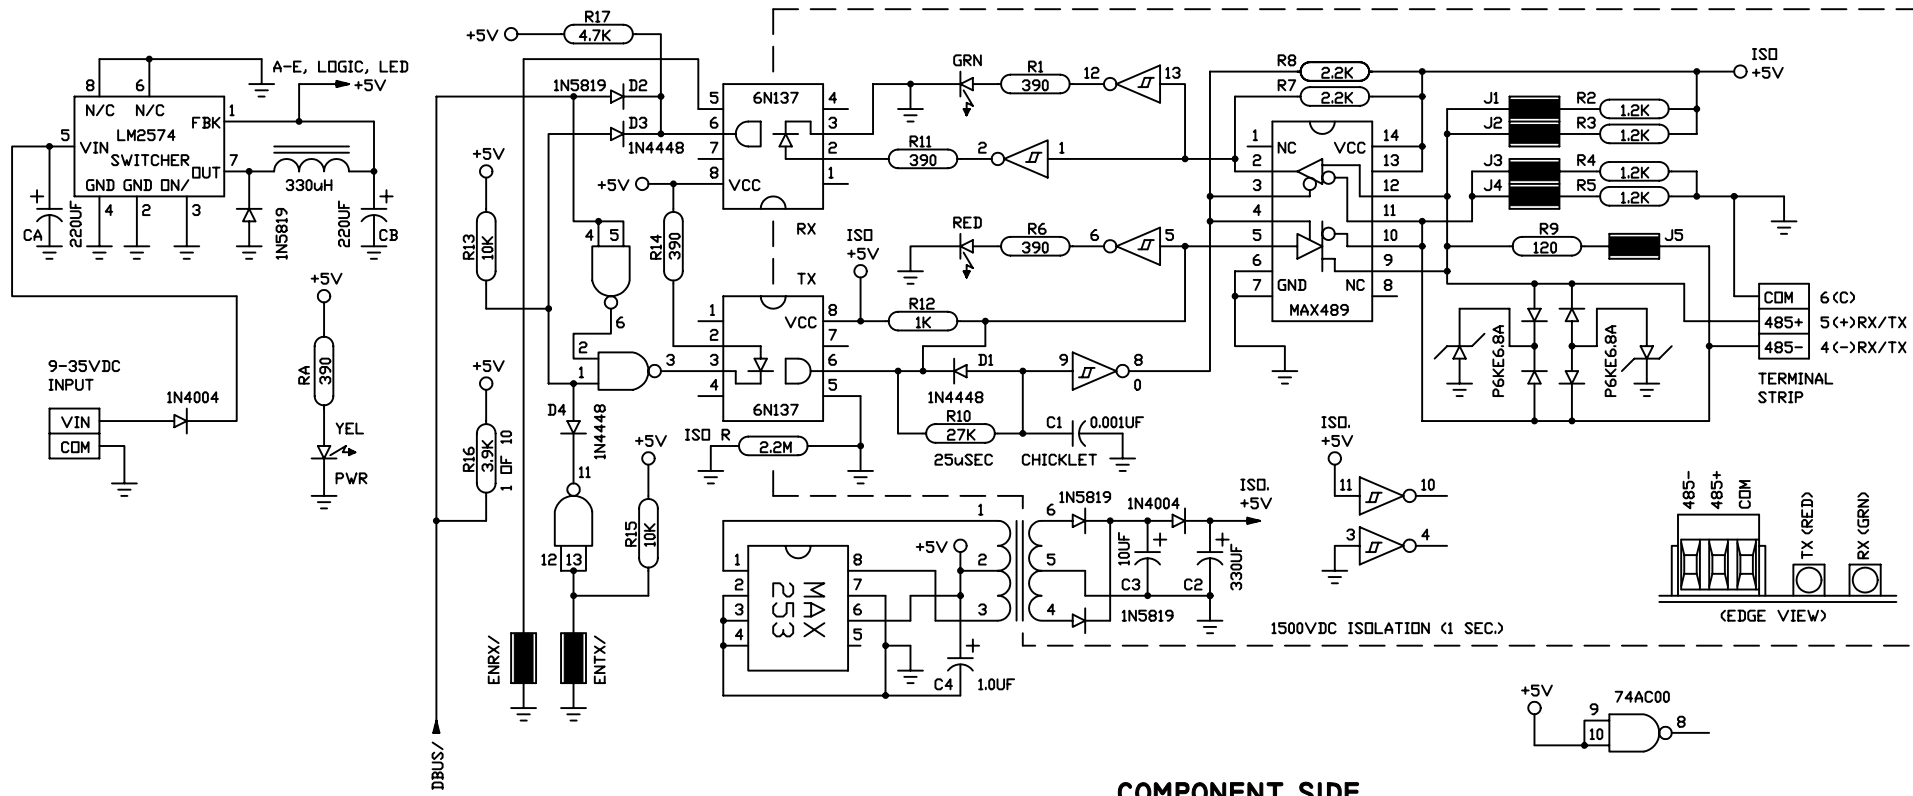 R17
4.7K
+5V
A-E, LOGIC, LED
+5V
8
6
N/C
N/C
1
FBK
5
VIN
LM2574
SWITCHER
7
OUT
GND
GND
ON/
4
2
3
330uH
+
220UF
CA
1N5819
+
220UF
CB
+5V
RA
390
YEL
PWR
9-35VDC
INPUT
VIN
COM
1N4004
1N5819
D2
D3
1N4448
+5V
R13
10K
+5V
R14
390
4
5
6
2
1
3
D4
1N4448
11
12
13
+5V
R15
10K
+5V
R16
3.9K
1 OF 10
ENRX/
ENTX/
DBUS/
6N137
5
6
7
8
VCC
4
3
2
1
RX
TX
1
2
3
4
VCC
8
7
6
5
6N137
ISO R
2.2M
ISO
+5V
R12
1K
D1
1N4448
R10
27K
25uSEC
C1
0.001UF
CHICKLET
9
8
0
GRN
R1
390
12
13
R11
390
2
1
RED
R6
390
6
5
R8
2.2K
R7
2.2K
1
NC
2
3
4
5
6
7
GND
VCC
14
13
12
11
10
9
NC
8
MAX489
J1
J2
J3
J4
R2
1.2K
R3
1.2K
R4
1.2K
R5
1.2K
R9
120
J5
ISO
+5V
P6KE6.8A
P6KE6.8A
COM
6(C)
485+
5(+)RX/TX
485-
4(-)RX/TX
TERMINAL
STRIP
ISO.
+5V
11
10
3
4
1
2
3
+5V
MAX
253
1
2
3
4
8
7
6
5
+
C4
1.0UF
6
5
4
1N5819
1N4004
1N5819
ISO.
+5V
10UF
+
C3
+
C2
330UF
1500VDC ISOLATION (1 SEC.)
485-
485+
COM
TX (RED)
RX (GRN)
(EDGE VIEW)
+5V
74AC00
9
10
8
COMPONENT SIDE